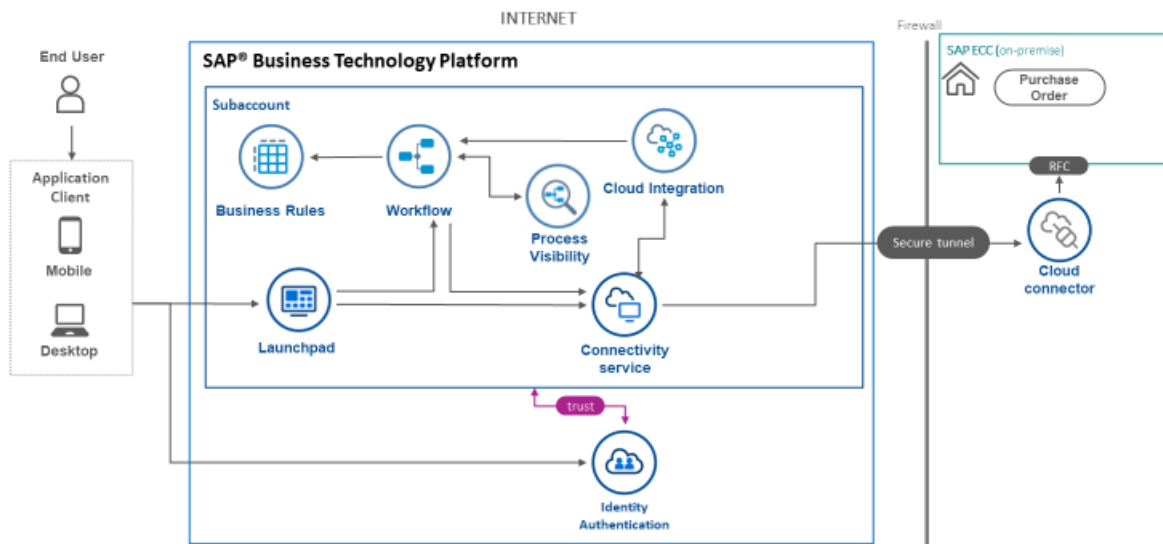 INTERNET
Firewall
End User
SAP® Business Technology Platform
SAP ECC (on-premise)
Purchase
Order
Subaccount
Application
Client
Business Rules
Workflow
Cloud Integration
RFC
Process
Visibility
Mobile
Secure tunnel
Cloud
connector
Desktop
Launchpad
Connectivity
service
trust
Identity
Authentication